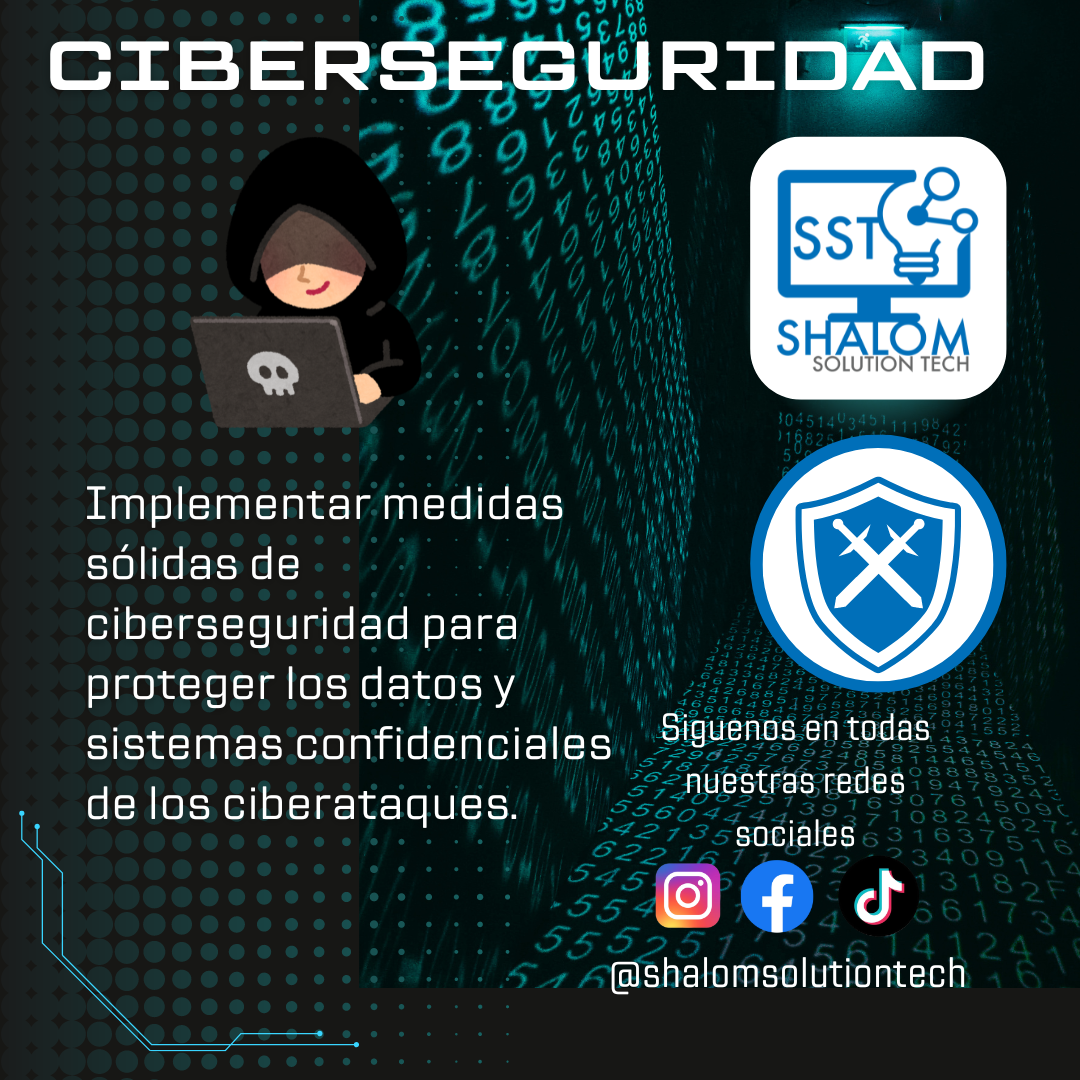 CIBERSEGURIDAD
SST
SHALOM
SOLUTION TECH
Implementar medidas
sólidas de
ciberseguridad para
proteger los datos y
sistemas confidenciales
de los ciberataques.
Siguenos en todas
nuestras redes
sociales
@shalomsolutiontech